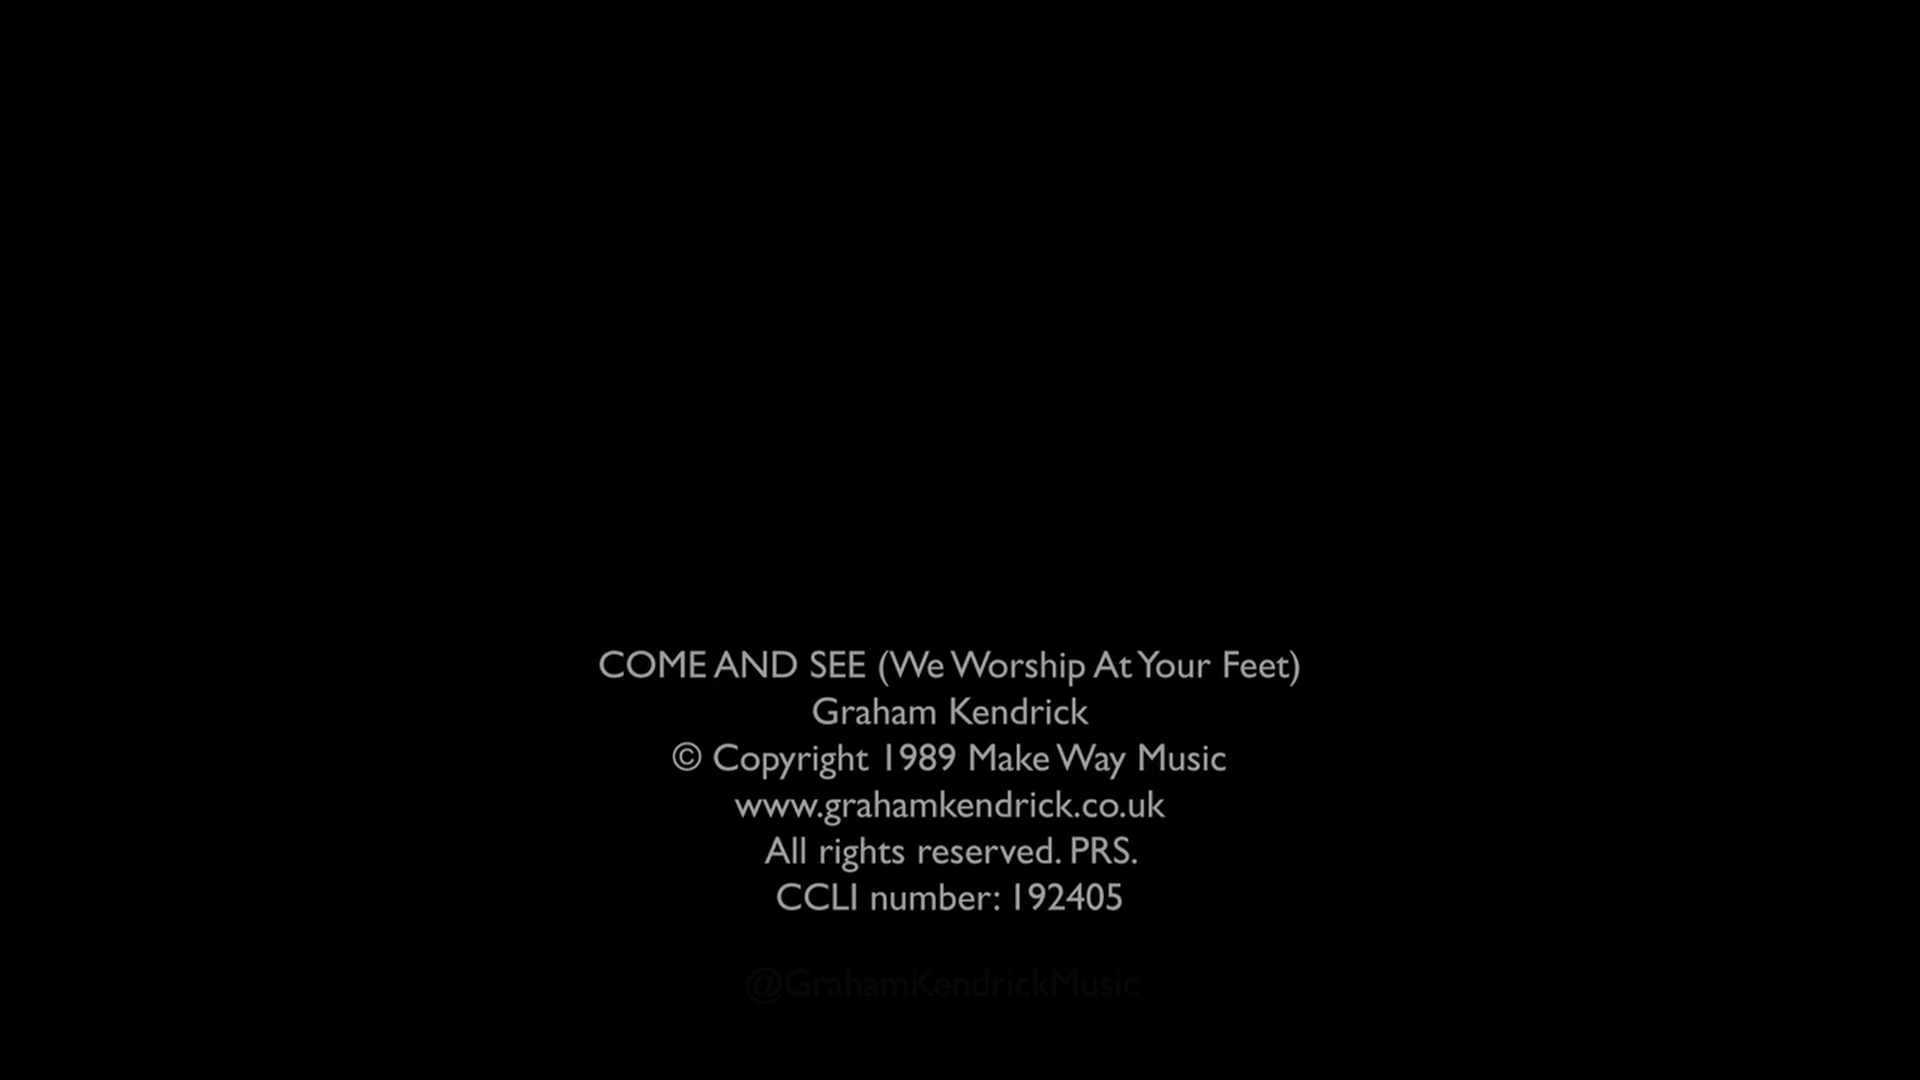 COME AND SEE (We Worship At Your Feet)
Graham Kendrick
© Copyright 1989 Make Way Music
www.grahamkendrick.co.uk
All rights reserved. PRS.
CCLI number: 192405
@GrahamKendrickMusic